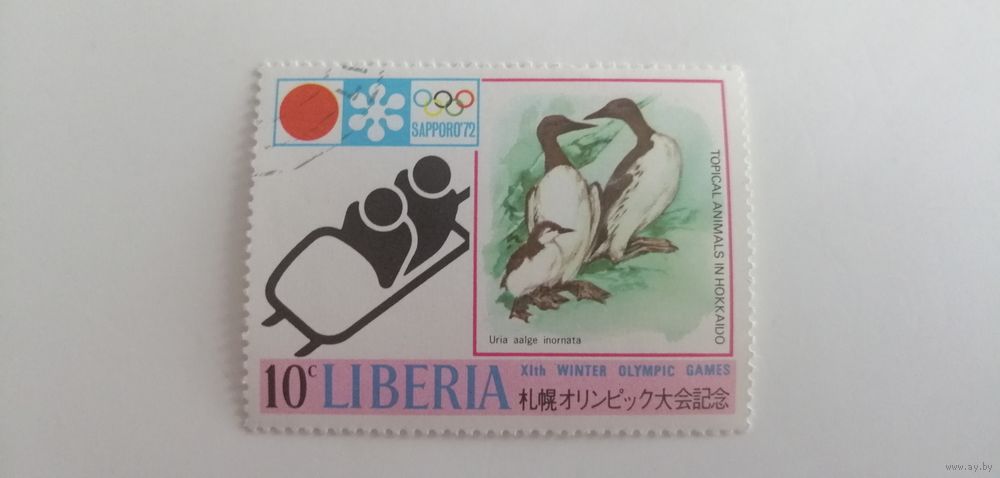 SAPPORO'72
TOPICAL ANIMALS IN HOKKAIDO
Uria aalge inornata
10c LIBERIA
XIth WINTER OLYMPIC GAMES
札幌オリンピック大会記念
www.ay.by